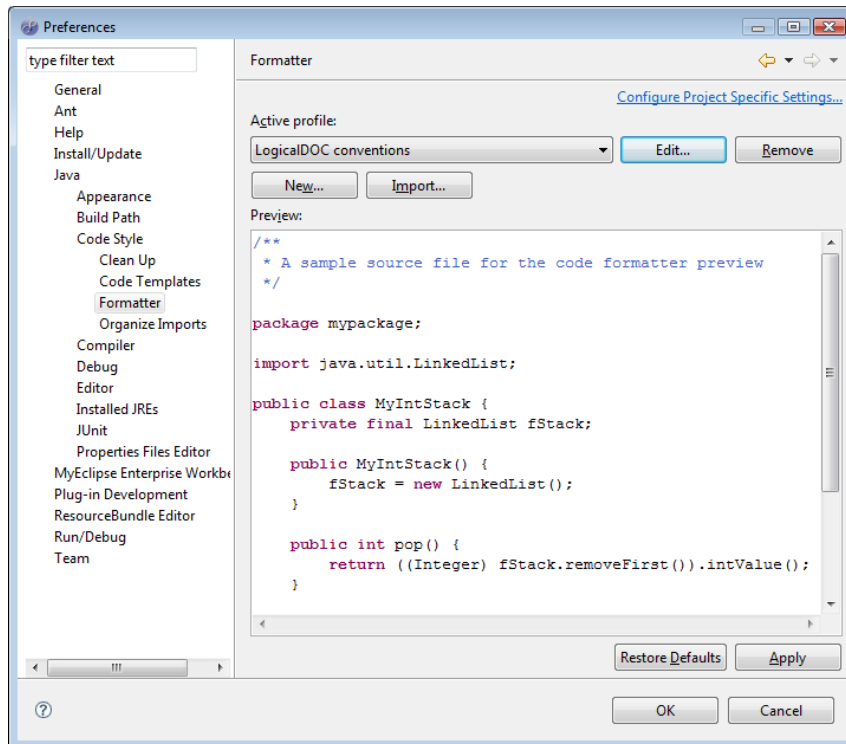 Preferences
type filter text
General
Ant
Help
Install/Update
Java
Appearance
Build Path
Code Style
Clean Up
Code Templates
Formatter
Organize Imports
Compiler
Debug
Editor
Installed JREs
JUnit
Properties Files Editor
MyEclipse Enterprise Workbe
Plug-in Development
ResourceBundle Editor
Run/Debug
Team
Formatter
Configure Project Specific Settings...
Active profile:
LogicalDOC conventions
Edit...
Remove
New...
Import...
Preview:
/**
 * A sample source file for the code formatter preview
 */
package mypackage;
import java.util.LinkedList;
public class MyIntStack {
    private final LinkedList fStack;
    public MyIntStack() {
        fStack = new LinkedList();
    }
    public int pop() {
        return ((Integer) fStack.removeFirst()).intValue();
    }
Restore Defaults
Apply
OK
Cancel